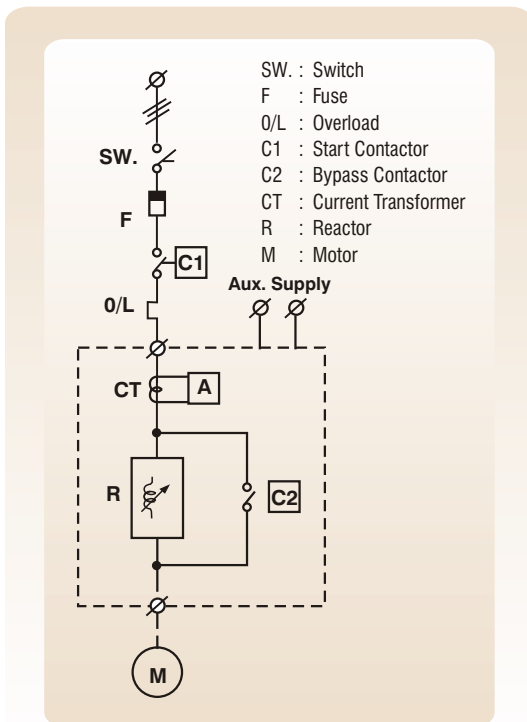 SW. : Switch
F : Fuse
0/L : Overload
C1 : Start Contactor
C2 : Bypass Contactor
CT : Current Transformer
R : Reactor
M : Motor
SW.
F
C1
Aux. Supply
0/L
CT
A
R
C2
M